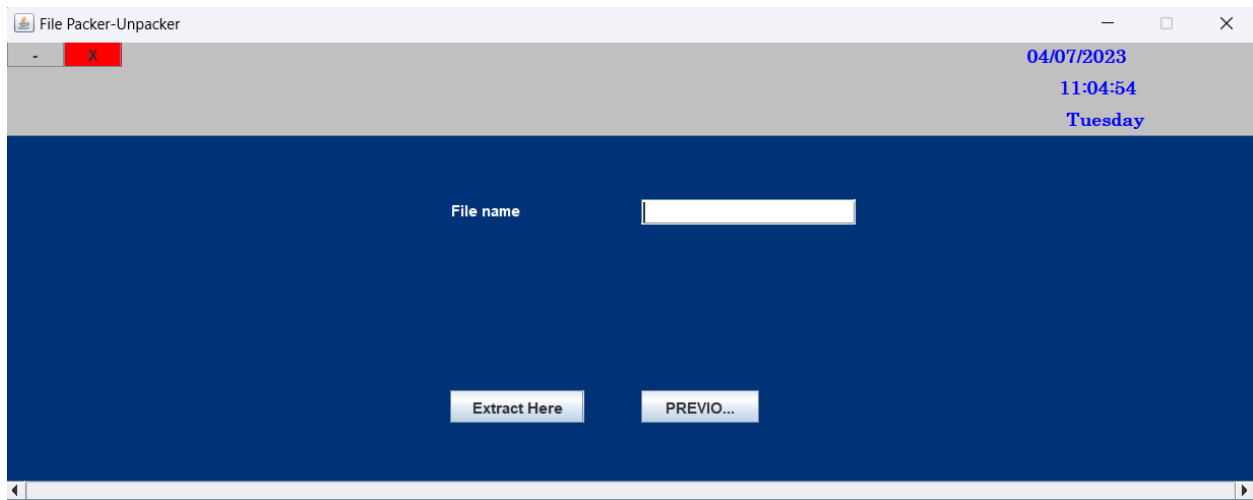 File Packer-Unpacker
- X
04/07/2023
11:04:54
Tuesday
File name
Extract Here PREVIO...